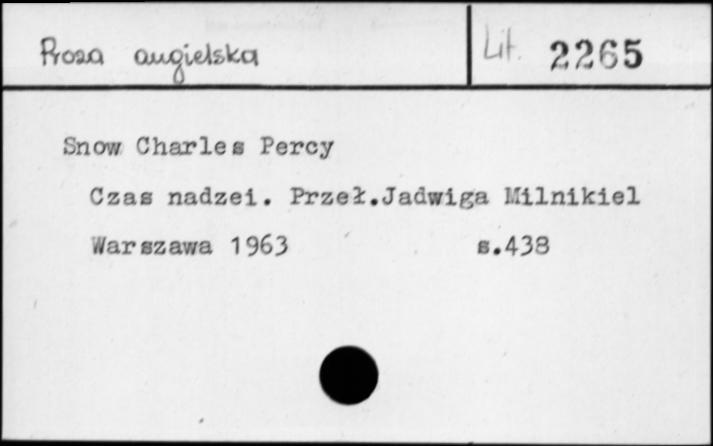 Proza angielska
Lit. 2265
Snow Charles Percy
Czas nadzei. Przeł.Jadwiga Milnikiel
Warszawa 1963 s.438